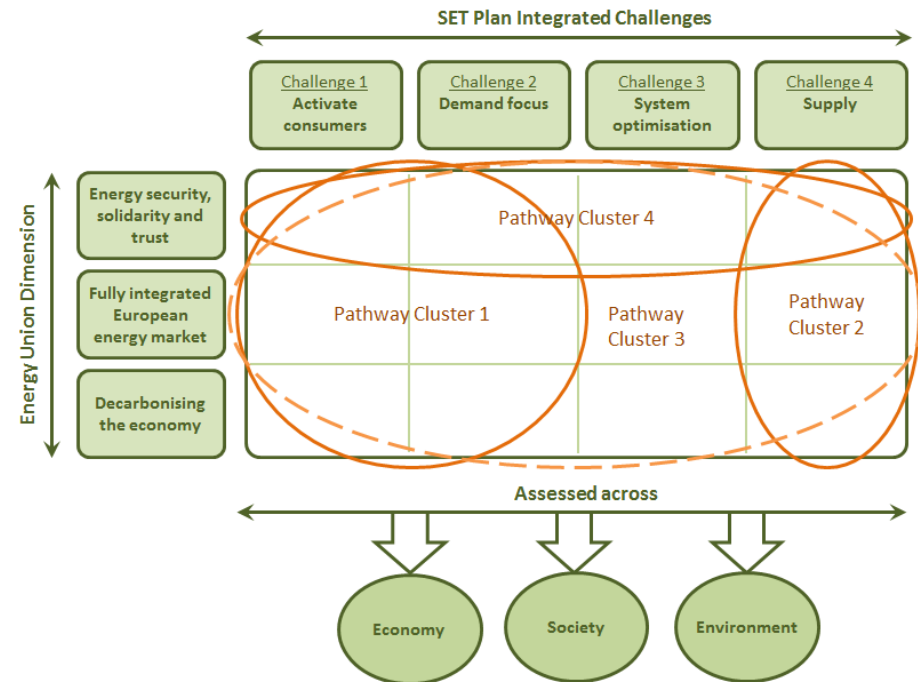 SET Plan Integrated Challenges
Challenge 1
Activate
consumers
Challenge 2
Demand focus
Challenge 3
System
optimisation
Challenge 4
Supply
Energy Union Dimension
Energy security,
solidarity and
trust
Fully integrated
European
energy market
Decarbonising
the economy
Pathway Cluster 4
Pathway Cluster 1
Pathway
Cluster 3
Pathway
Cluster 2
Assessed across
Economy
Society
Environment